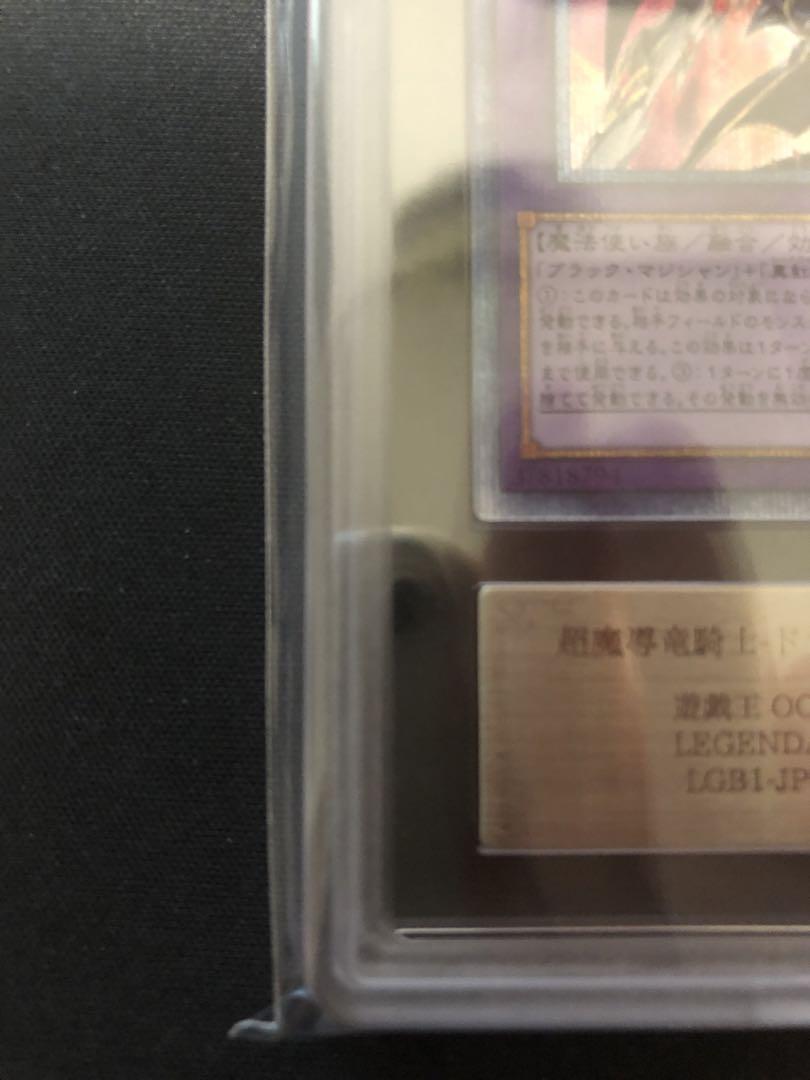 【魔法使い族／融合／効
「ブラック・マジシャン」+「真紅
①：このカードは効果の対象にな
発動できる。相手フィールドのモンス
を相手に与える。この効果は1ターン
まで使用できる。③：1ターンに1度
捨てて発動できる。その発動を無効
超魔導竜騎士-ド
遊戯王 OC
LEGENDA
LGB1-JP